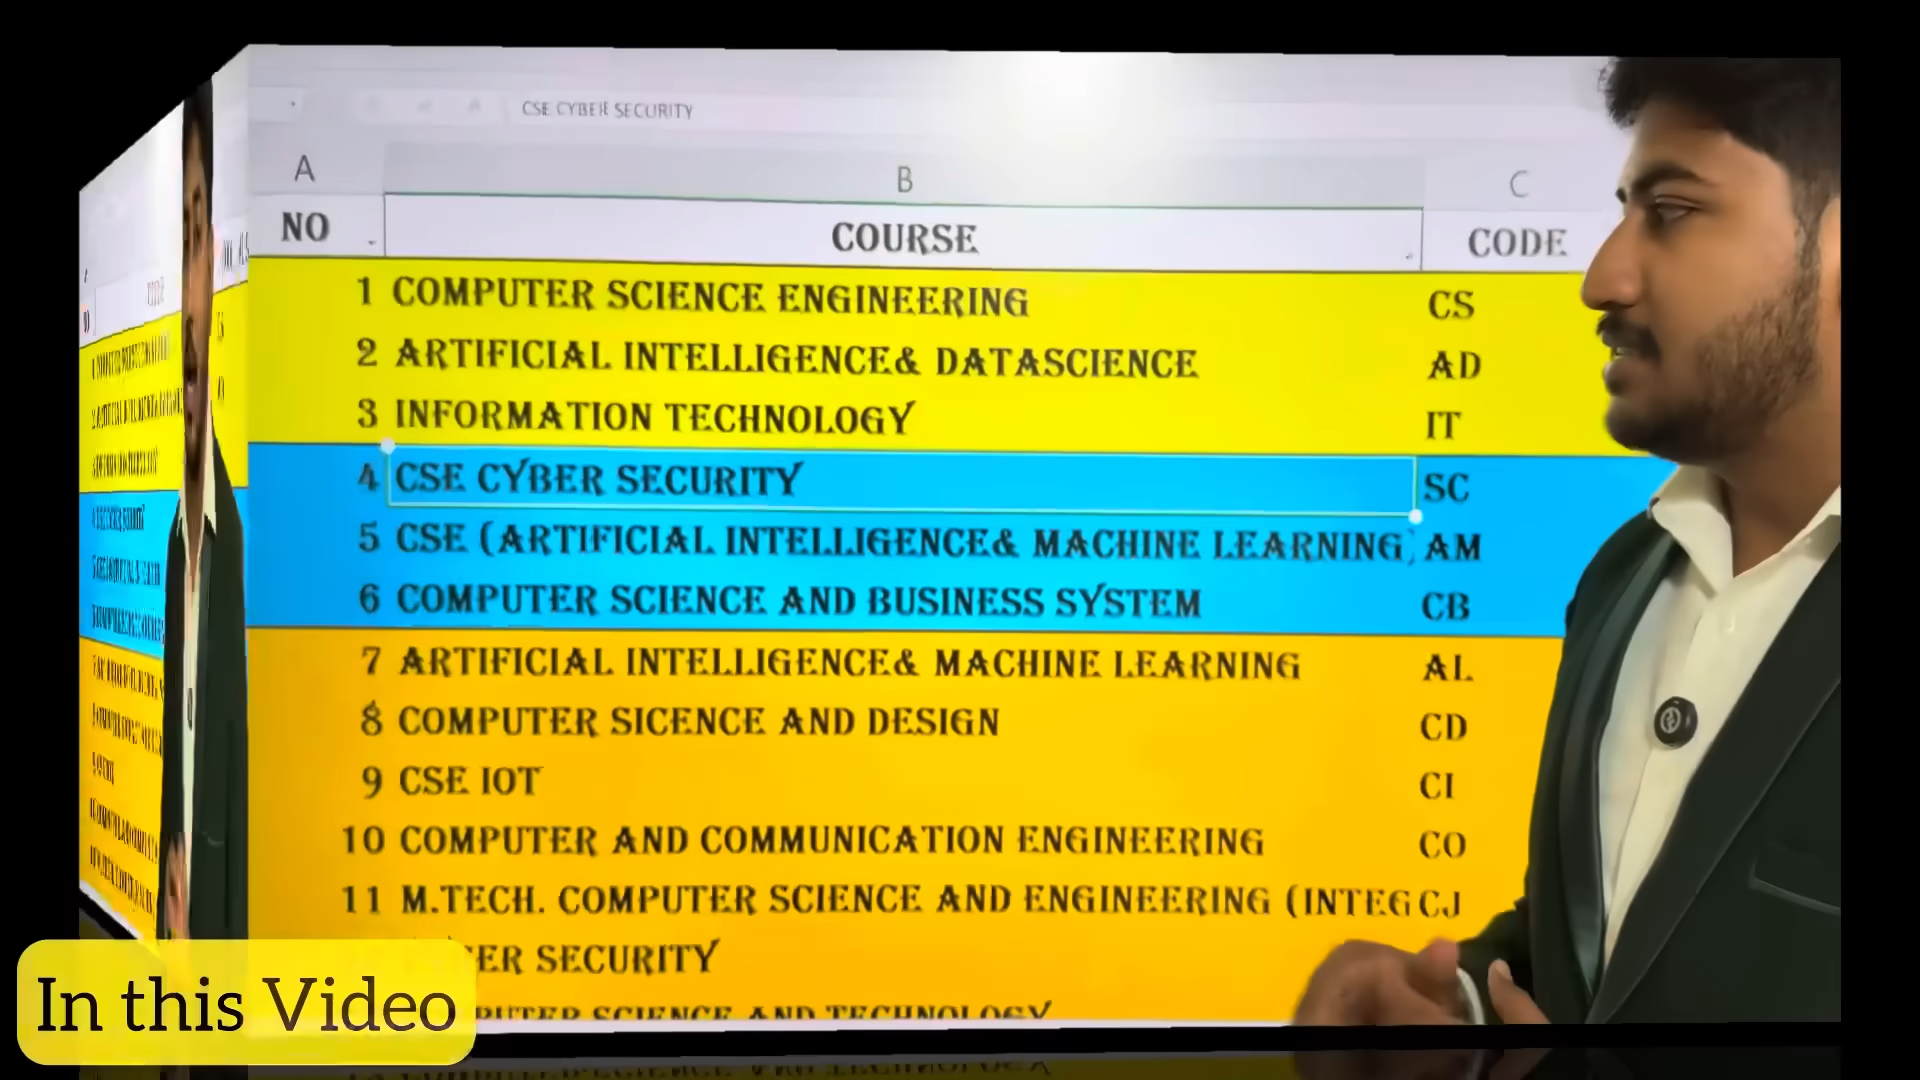 CSE CYBER SECURITY
A B C
NO COURSE CODE
1 COMPUTER SCIENCE ENGINEERING CS
2 ARTIFICIAL INTELLIGENCE& DATASCIENCE AD
3 INFORMATION TECHNOLOGY IT
4 CSE CYBER SECURITY SC
5 CSE (ARTIFICIAL INTELLIGENCE& MACHINE LEARNING) AM
6 COMPUTER SCIENCE AND BUSINESS SYSTEM CB
7 ARTIFICIAL INTELLIGENCE& MACHINE LEARNING AL
8 COMPUTER SICENCE AND DESIGN CD
9 CSE IOT CI
10 COMPUTER AND COMMUNICATION ENGINEERING CO
11 M.TECH. COMPUTER SCIENCE AND ENGINEERING (INTEG CJ
SECURITY
SCIENCE AND TECHNOLOGY
In this Video